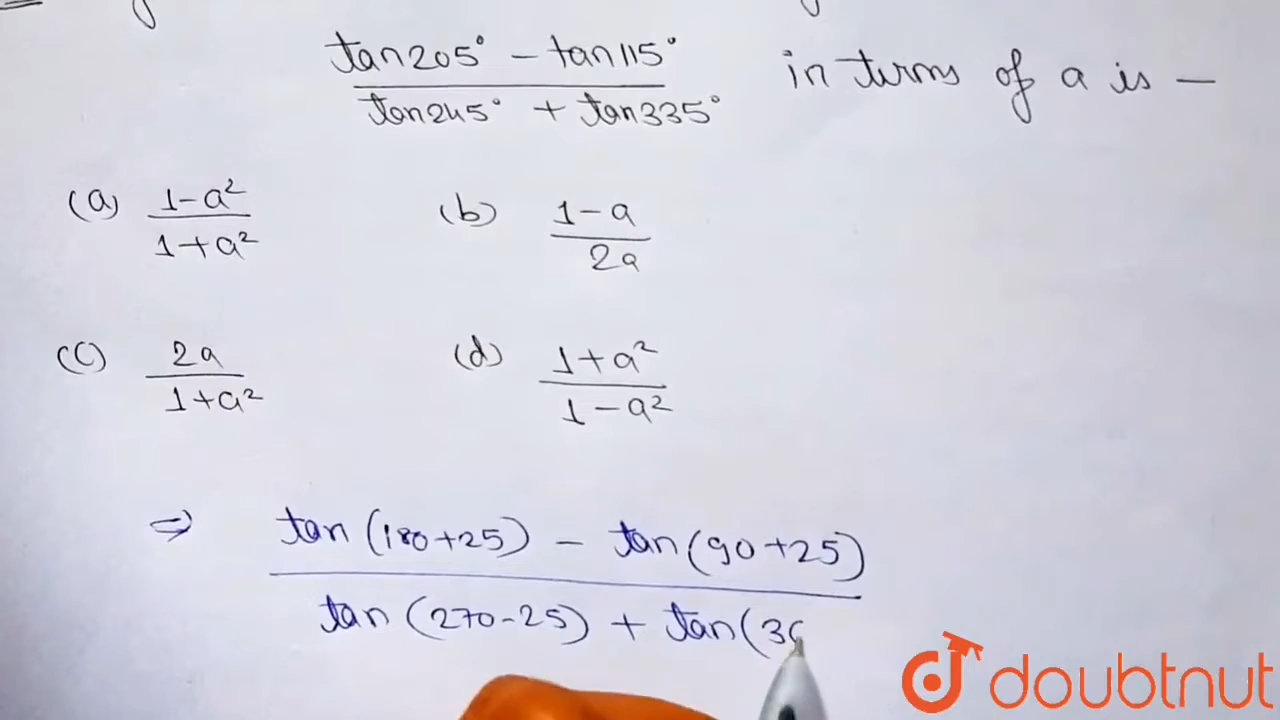 tan205° - tan115° / tan245° + tan335° in terms of a is —
(a) 1-a² / 1+a² (b) 1-a / 2a
(c) 2a / 1+a² (d) 1+a² / 1-a²
⇒ tan(180+25) - tan(90+25) / tan(270-25) + tan(36
doubtnut